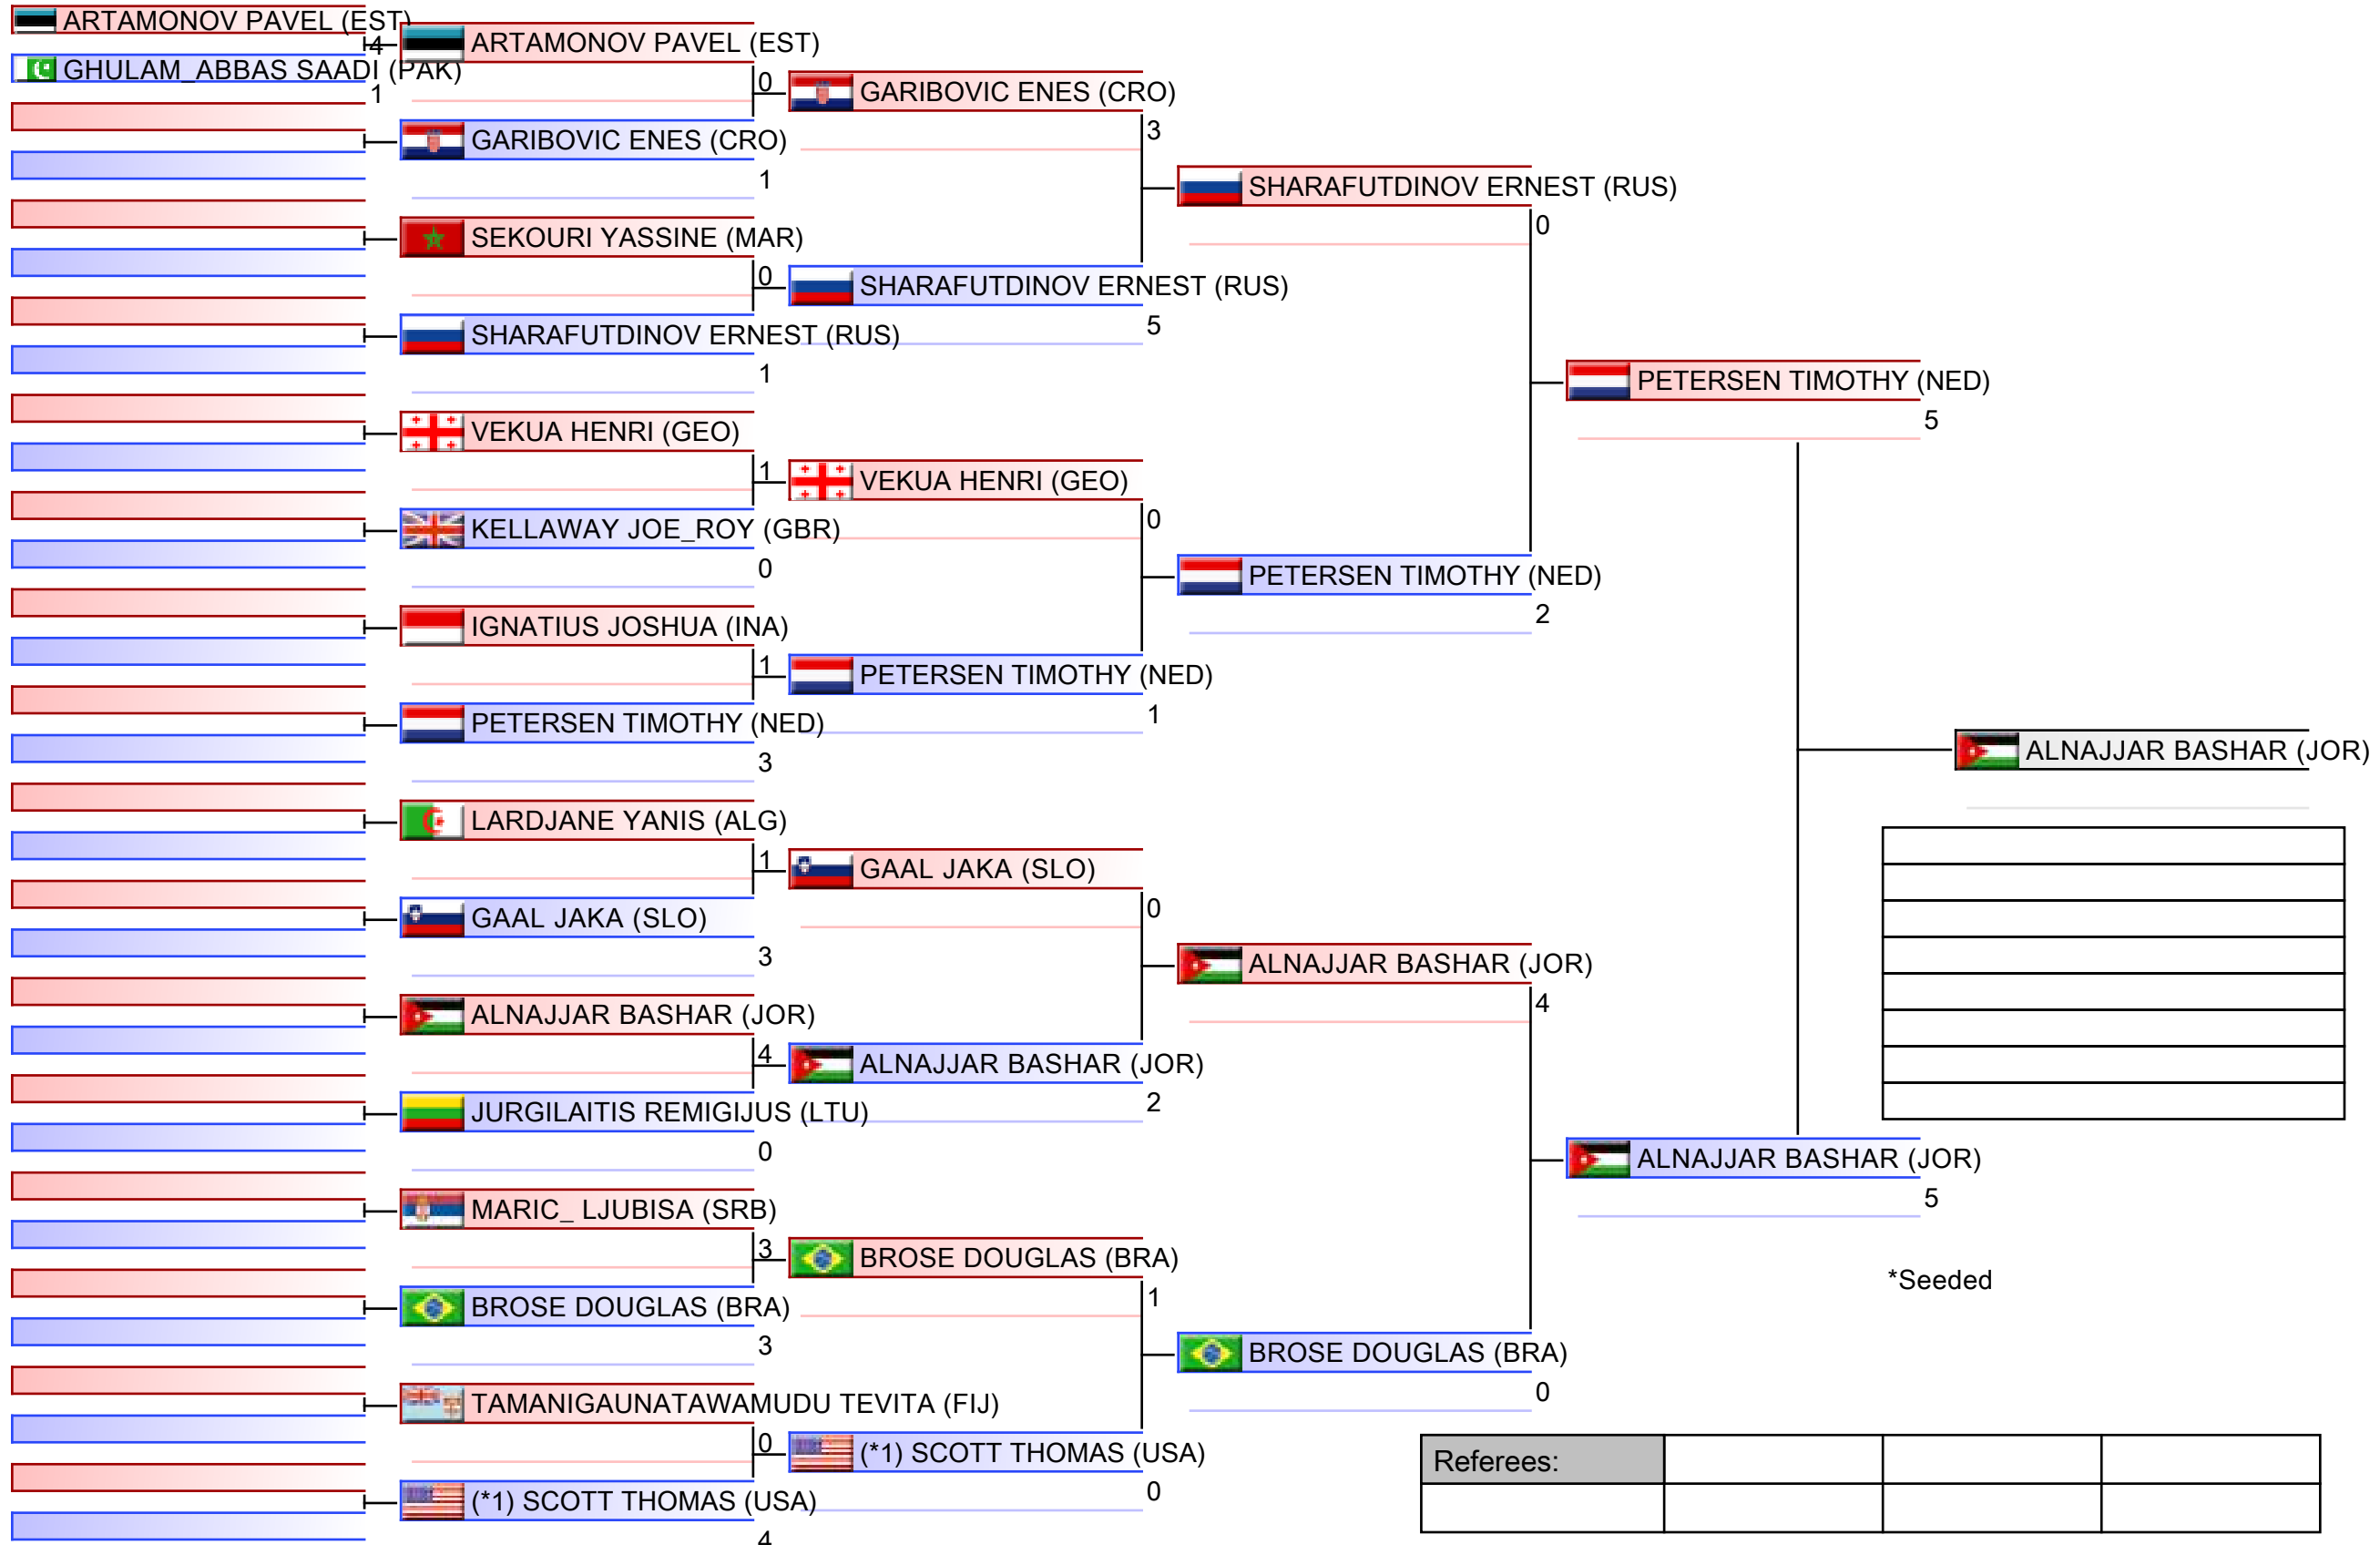 ARTAMONOV PAVEL (EST)
4
GHULAM_ABBAS SAADI (PAK)
1
ARTAMONOV PAVEL (EST)
0
GARIBOVIC ENES (CRO)
1
SEKOURI YASSINE (MAR)
0
SHARAFUTDINOV ERNEST (RUS)
1
VEKUA HENRI (GEO)
1
KELLAWAY JOE_ROY (GBR)
0
IGNATIUS JOSHUA (INA)
1
PETERSEN TIMOTHY (NED)
3
LARDJANE YANIS (ALG)
1
GAAL JAKA (SLO)
3
ALNAJJAR BASHAR (JOR)
4
JURGILAITIS REMIGIJUS (LTU)
0
MARIC_ LJUBISA (SRB)
3
BROSE DOUGLAS (BRA)
3
TAMANIGAUNATAWAMUDU TEVITA (FIJ)
0
(*1) SCOTT THOMAS (USA)
4
GARIBOVIC ENES (CRO)
3
SHARAFUTDINOV ERNEST (RUS)
5
VEKUA HENRI (GEO)
0
PETERSEN TIMOTHY (NED)
1
GAAL JAKA (SLO)
0
ALNAJJAR BASHAR (JOR)
2
BROSE DOUGLAS (BRA)
1
(*1) SCOTT THOMAS (USA)
0
SHARAFUTDINOV ERNEST (RUS)
0
PETERSEN TIMOTHY (NED)
2
ALNAJJAR BASHAR (JOR)
4
BROSE DOUGLAS (BRA)
0
PETERSEN TIMOTHY (NED)
5
ALNAJJAR BASHAR (JOR)
5
ALNAJJAR BASHAR (JOR)
*Seeded
Referees: